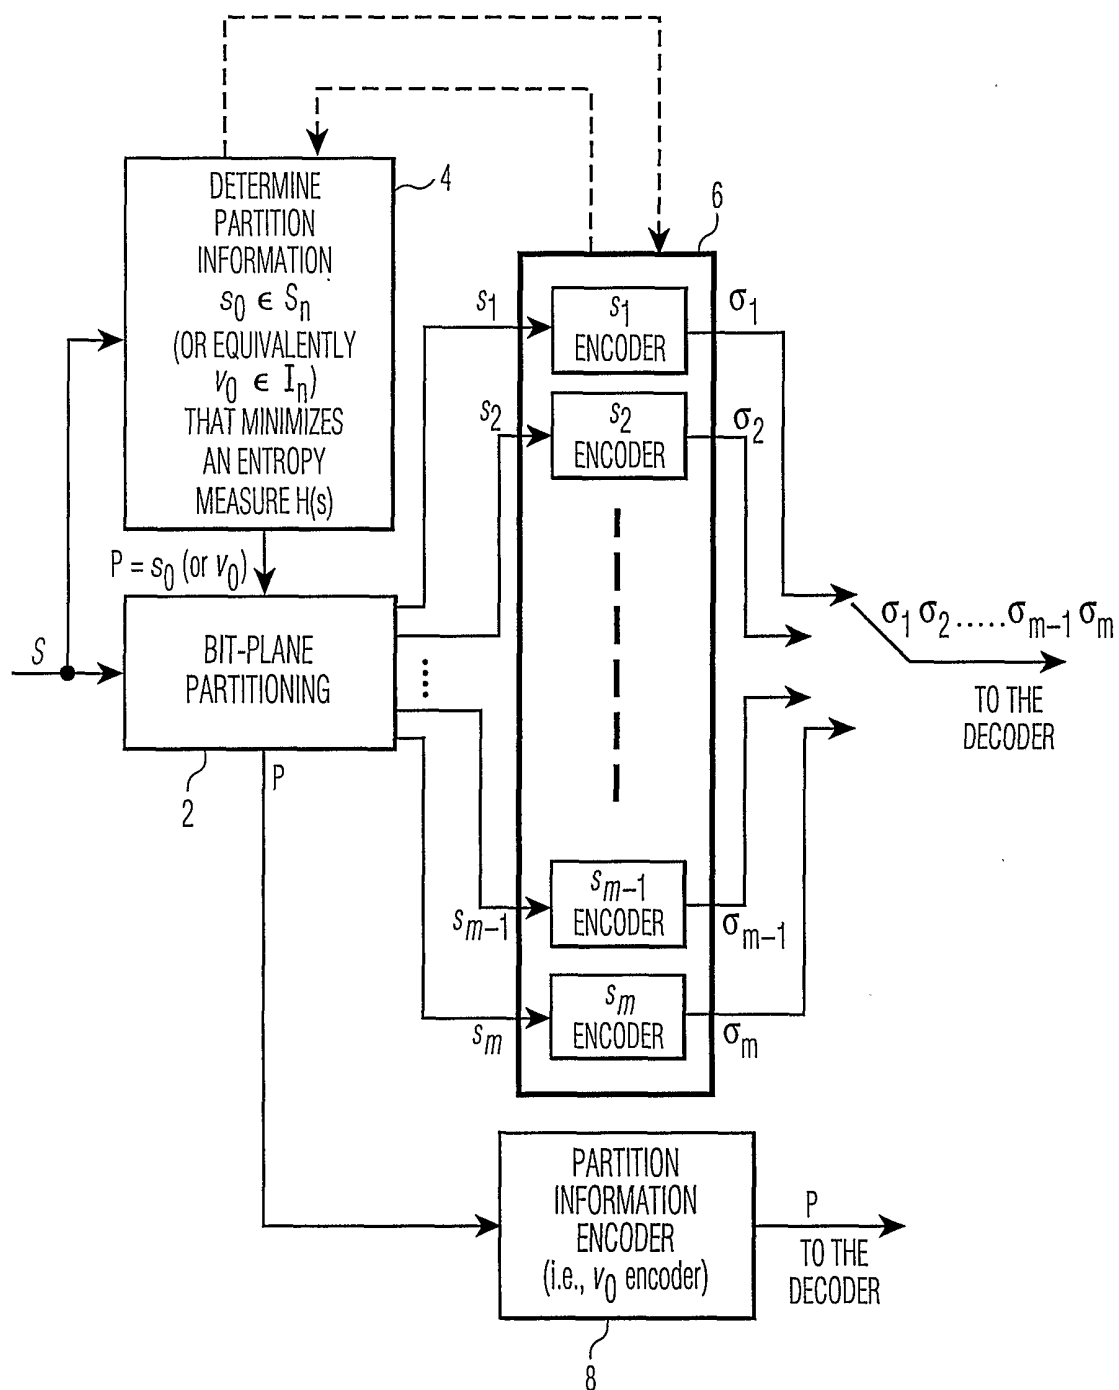 DETERMINE
PARTITION
INFORMATION
s0 ϵ Sn
(OR EQUIVALENTLY
v0 ϵ In)
THAT MINIMIZES
AN ENTROPY
MEASURE H(s)
4
6
P = s0 (or v0)
S
BIT-PLANE
PARTITIONING
2
P
s1
s1
ENCODER
σ1
s2
s2
ENCODER
σ2
sm–1
sm–1
ENCODER
σm–1
sm
sm
ENCODER
σm
σ1 σ2 ..... σm–1 σm
TO THE
DECODER
PARTITION
INFORMATION
ENCODER
(i.e., v0 encoder)
8
P
TO THE
DECODER